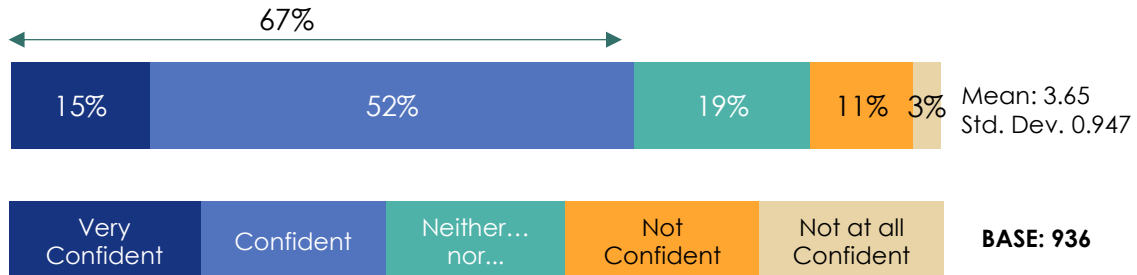 67%
15% 52% 19% 11% 3%
Mean: 3.65
Std. Dev. 0.947
Very
Confident
Confident
Neither…
nor...
Not
Confident
Not at all
Confident
BASE: 936